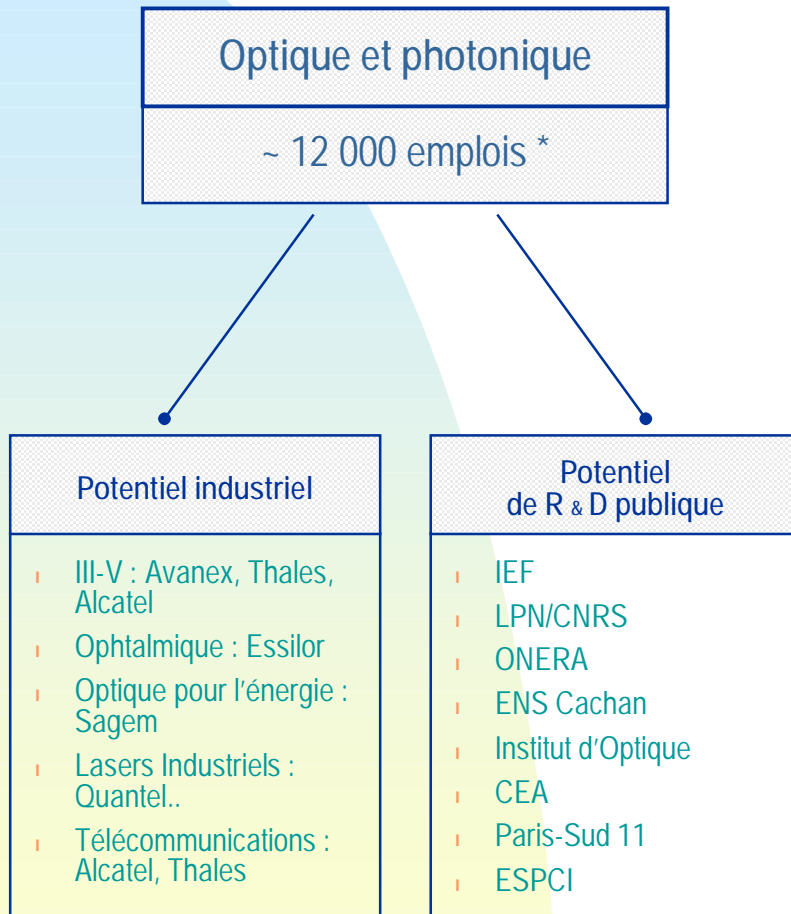 Optique et photonique
~ 12 000 emplois *
Potentiel industriel
III-V : Avanex, Thales,
Alcatel
Ophtalmique : Essilor
Optique pour l'énergie :
Sagem
Lasers Industriels :
Quantel..
Télécommunications :
Alcatel, Thales
Potentiel
de R & D publique
IEF
LPN/CNRS
ONERA
ENS Cachan
Institut d'Optique
CEA
Paris-Sud 11
ESPCI